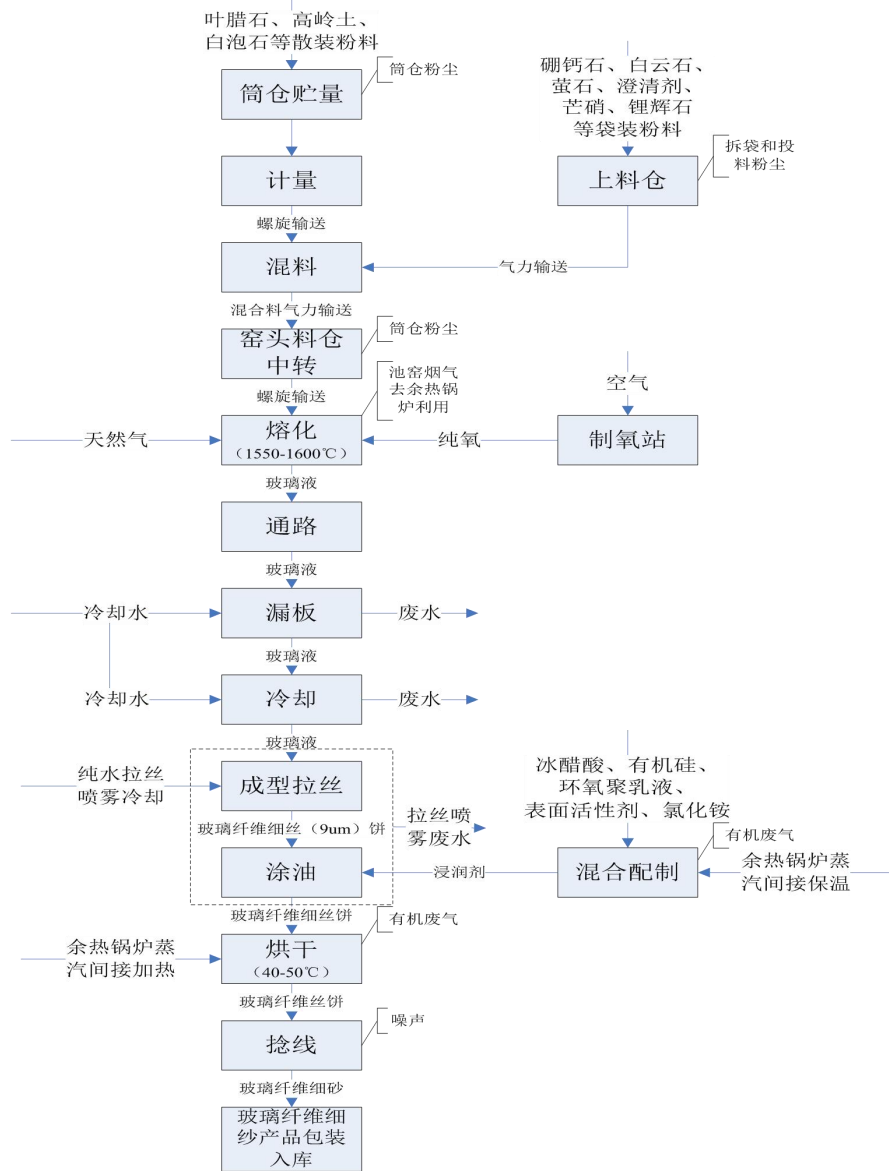 叶腊石、高岭土、
白泡石等散装粉料
筒仓粉尘
筒仓贮量
硼钙石、白云石、
萤石、澄清剂、
芒硝、锂辉石
等袋装粉料
拆袋和投
料粉尘
计量
上料仓
螺旋输送
混料
气力输送
混合料气力输送
窑头料仓
中转
筒仓粉尘
螺旋输送
池窑烟气
去余热锅
炉利用
空气
天然气
熔化
（1550-1600℃）
纯氧
制氧站
玻璃液
通路
玻璃液
冷却水
漏板
废水
玻璃液
冷却水
冷却
废水
玻璃液
纯水拉丝
喷雾冷却
成型拉丝
冰醋酸、有机硅、
环氧聚乳液、
表面活性剂、氯化铵
玻璃纤维细丝（9um）饼
拉丝喷
雾废水
有机废气
涂油
浸润剂
混合配制
余热锅炉蒸
汽间接保温
玻璃纤维细丝饼
有机废气
余热锅炉蒸
汽间接加热
烘干
（40-50℃）
玻璃纤维丝饼
噪声
捻线
玻璃纤维细砂
玻璃纤维细
纱产品包装
入库